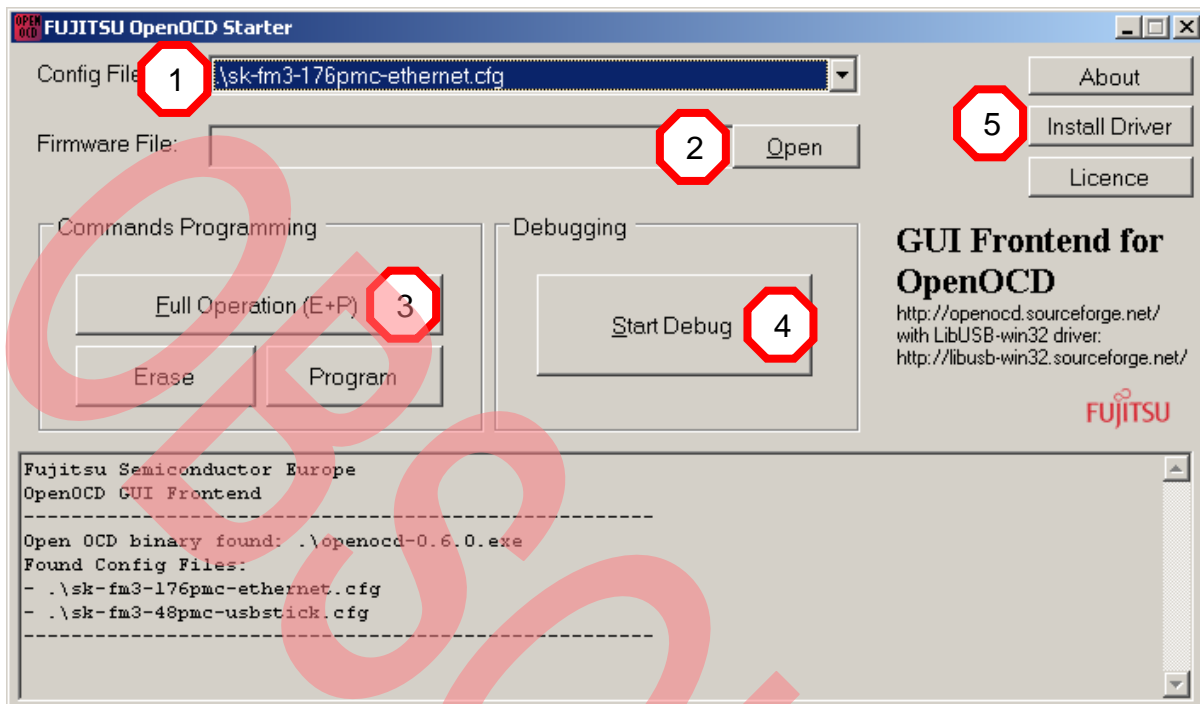 FUJITSU OpenOCD Starter
Config File
1
.\sk-fm3-176pmc-ethernet.cfg
About
Firmware File:
2
Open
5
Install Driver
Licence
Commands Programming
Full Operation (E+P)
3
Erase
Program
Debugging
Start Debug
4
GUI Frontend for
OpenOCD
http://openocd.sourceforge.net/
with LibUSB-win32 driver:
http://libusb-win32.sourceforge.net/
FUJITSU
Fujitsu Semiconductor Europe
OpenOCD GUI Frontend
------------------------------------------------------
Open OCD binary found: .\openocd-0.6.0.exe
Found Config Files:
- .\sk-fm3-176pmc-ethernet.cfg
- .\sk-fm3-48pmc-usbstick.cfg
------------------------------------------------------